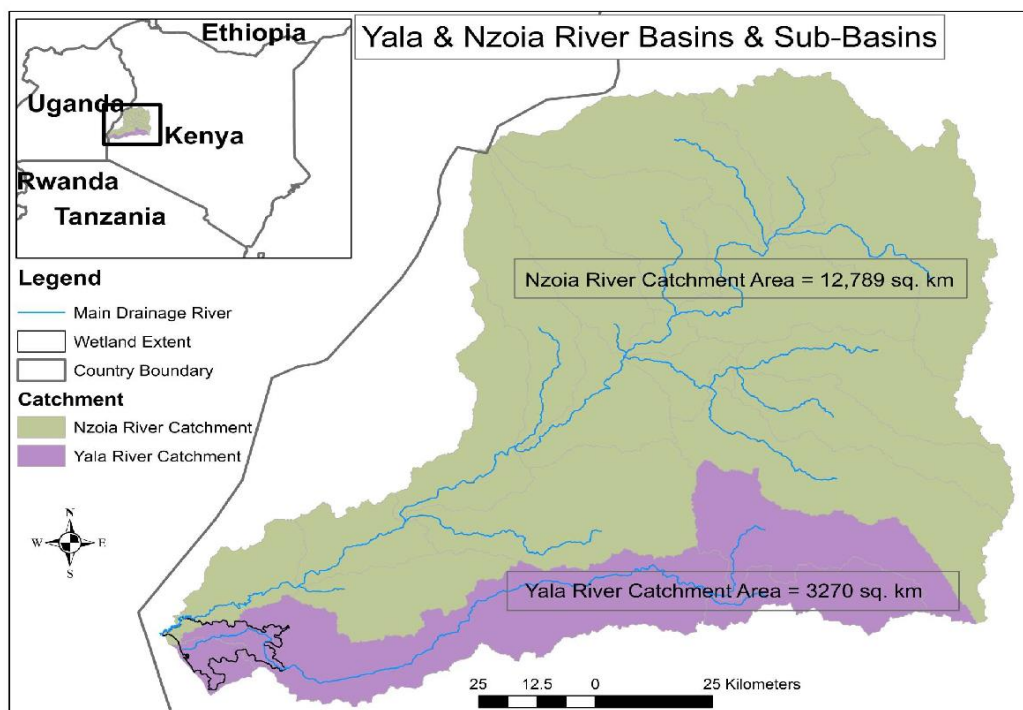 Yala & Nzoia River Basins & Sub-Basins
Ethiopia
Uganda
Kenya
Rwanda
Tanzania
Legend
Main Drainage River
Wetland Extent
Country Boundary
Catchment
Nzoia River Catchment
Yala River Catchment
N
W E
S
Nzoia River Catchment Area = 12,789 sq. km
Yala River Catchment Area = 3270 sq. km
25 12.5 0 25 Kilometers